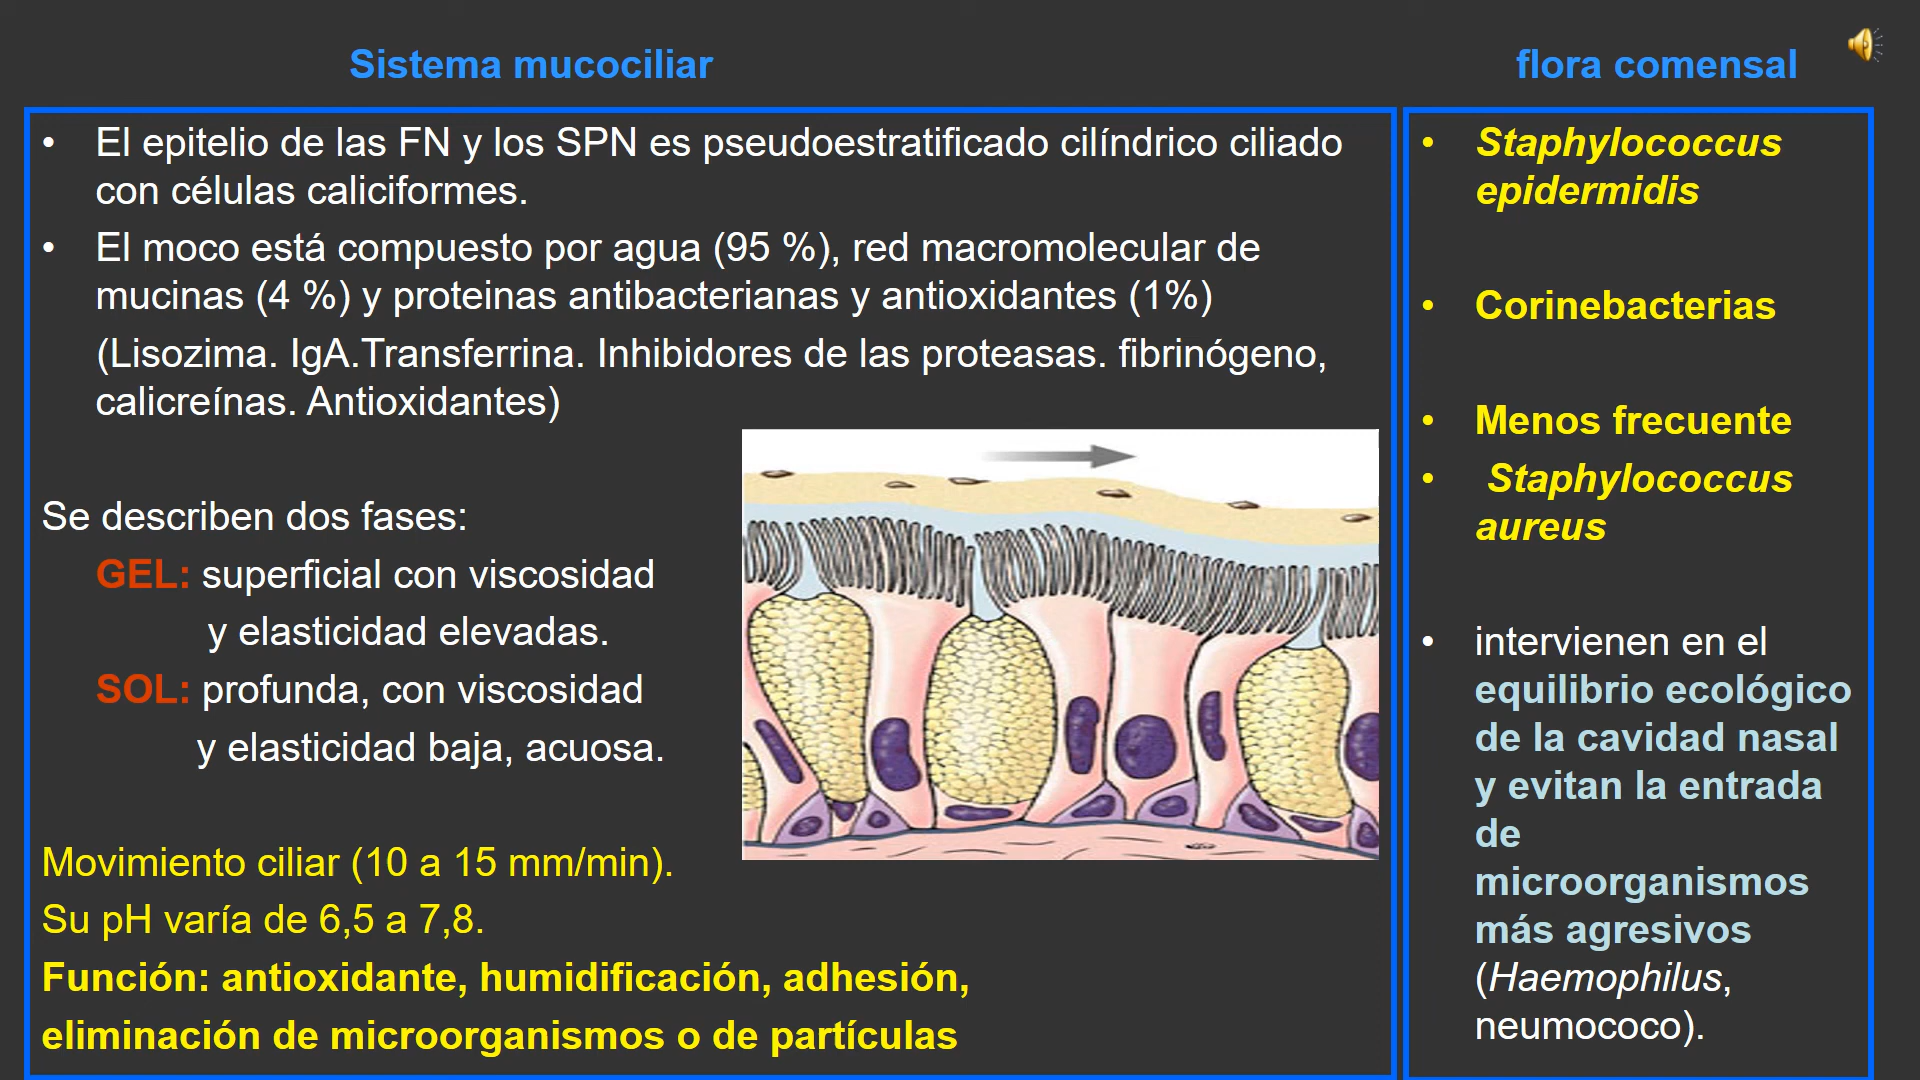 Sistema mucociliar
• El epitelio de las FN y los SPN es pseudoestratificado cilíndrico ciliado
con células caliciformes.
• El moco está compuesto por agua (95 %), red macromolecular de
mucinas (4 %) y proteinas antibacterianas y antioxidantes (1%)
(Lisozima. IgA.Transferrina. Inhibidores de las proteasas. fibrinógeno,
calicreínas. Antioxidantes)
Se describen dos fases:
GEL: superficial con viscosidad
y elasticidad elevadas.
SOL: profunda, con viscosidad
y elasticidad baja, acuosa.
Movimiento ciliar (10 a 15 mm/min).
Su pH varía de 6,5 a 7,8.
Función: antioxidante, humidificación, adhesión,
eliminación de microorganismos o de partículas
flora comensal
• Staphylococcus
epidermidis
• Corinebacterias
• Menos frecuente
• Staphylococcus
aureus
• intervienen en el
equilibrio ecológico
de la cavidad nasal
y evitan la entrada
de
microorganismos
más agresivos
(Haemophilus,
neumococo).